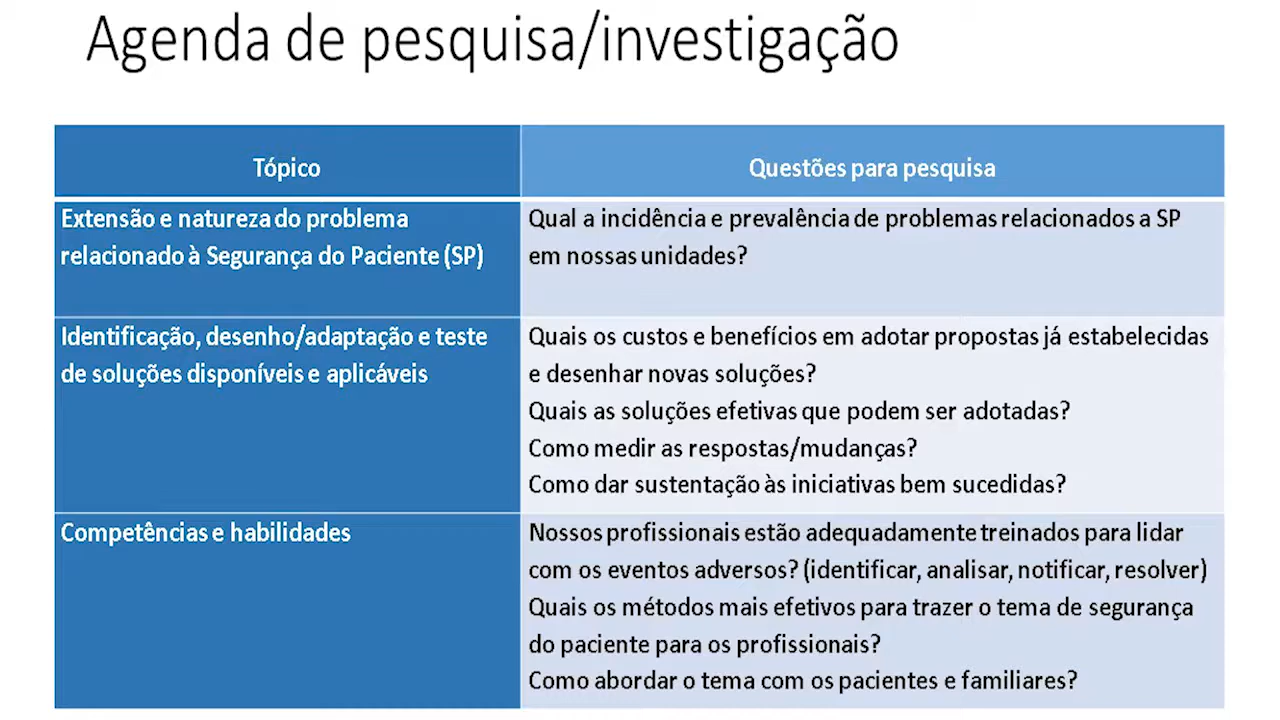 Agenda de pesquisa/investigação
Tópico
Questões para pesquisa
Extensão e natureza do problema
relacionado à Segurança do Paciente (SP)
Qual a incidência e prevalência de problemas relacionados a SP
em nossas unidades?
Identificação, desenho/adaptação e teste
de soluções disponíveis e aplicáveis
Quais os custos e benefícios em adotar propostas já estabelecidas
e desenhar novas soluções?
Quais as soluções efetivas que podem ser adotadas?
Como medir as respostas/mudanças?
Como dar sustentação às iniciativas bem sucedidas?
Competências e habilidades
Nossos profissionais estão adequadamente treinados para lidar
com os eventos adversos? (identificar, analisar, notificar, resolver)
Quais os métodos mais efetivos para trazer o tema de segurança
do paciente para os profissionais?
Como abordar o tema com os pacientes e familiares?